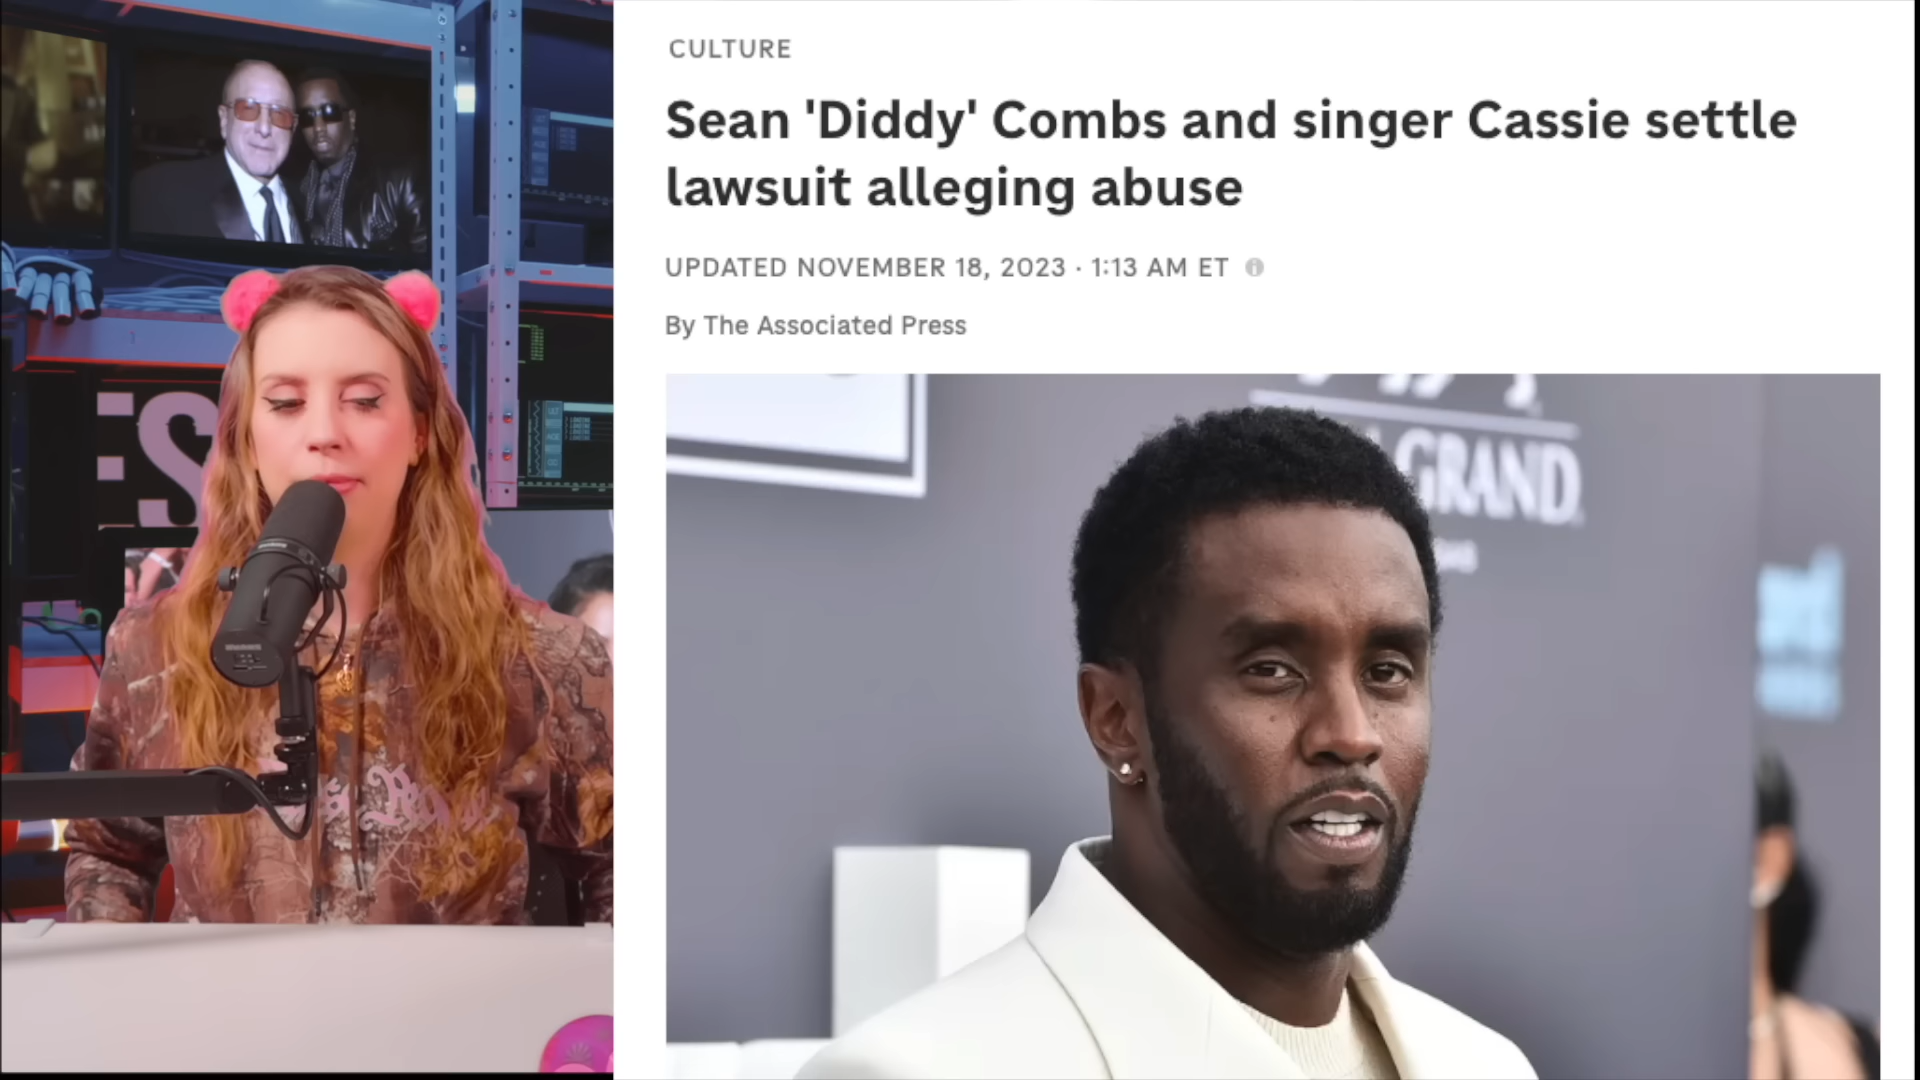 CULTURE
Sean 'Diddy' Combs and singer Cassie settle
lawsuit alleging abuse
UPDATED NOVEMBER 18, 2023 · 1:13 AM ET
By The Associated Press
GRAND